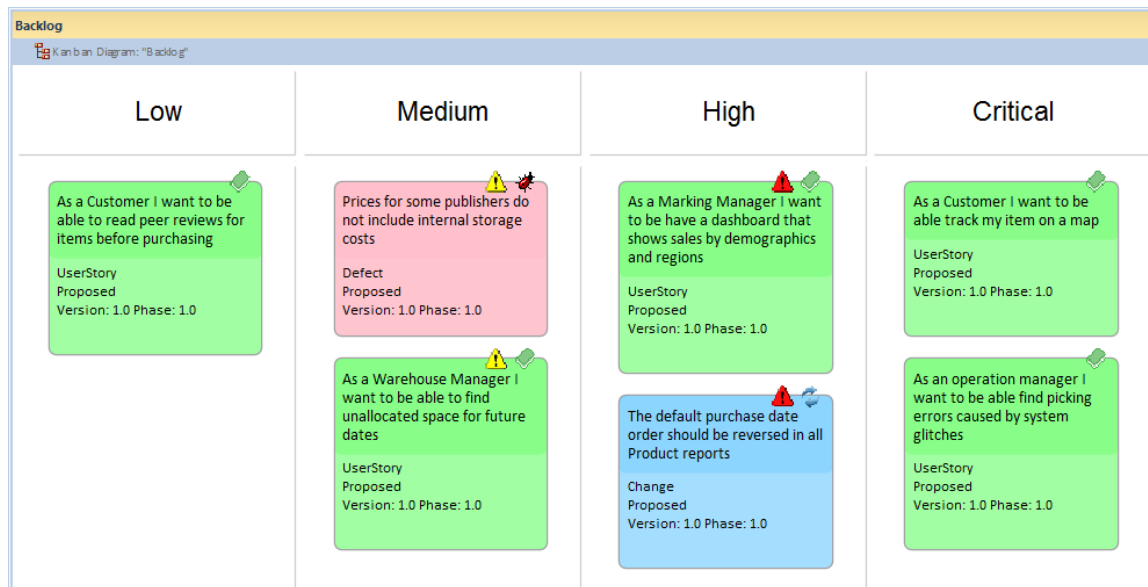 Backlog
Kanban Diagram: "Backlog"
Low
Medium
High
Critical
As a Customer I want to be
able to read peer reviews for
items before purchasing
UserStory
Proposed
Version: 1.0 Phase: 1.0
Prices for some publishers do
not include internal storage
costs
Defect
Proposed
Version: 1.0 Phase: 1.0
As a Warehouse Manager I
want to be able to find
unallocated space for future
dates
UserStory
Proposed
Version: 1.0 Phase: 1.0
As a Marking Manager I want
to be have a dashboard that
shows sales by demographics
and regions
UserStory
Proposed
Version: 1.0 Phase: 1.0
The default purchase date
order should be reversed in all
Product reports
Change
Proposed
Version: 1.0 Phase: 1.0
As a Customer I want to be
able track my item on a map
UserStory
Proposed
Version: 1.0 Phase: 1.0
As an operation manager I
want to be able find picking
errors caused by system
glitches
UserStory
Proposed
Version: 1.0 Phase: 1.0